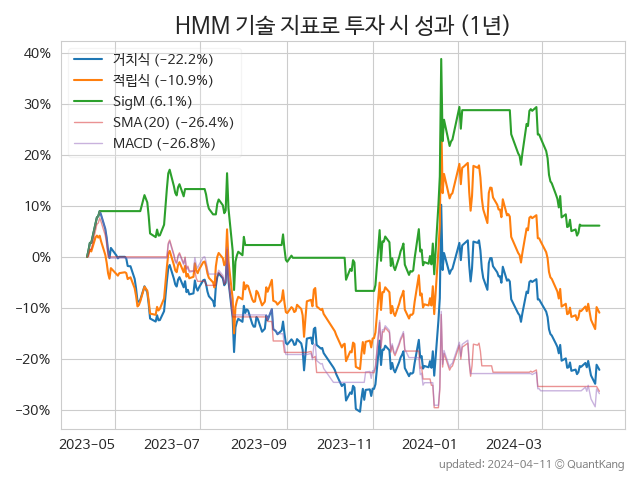 HMM 기술 지표로 투자 시 성과 (1년)
40%
30%
20%
10%
0%
−10%
−20%
−30%
거치식 (−22.2%)
적립식 (−10.9%)
SigM (6.1%)
SMA(20) (−26.4%)
MACD (−26.8%)
2023−05
2023−07
2023−09
2023−11
2024−01
2024−03
updated: 2024-04-11 © QuantKang